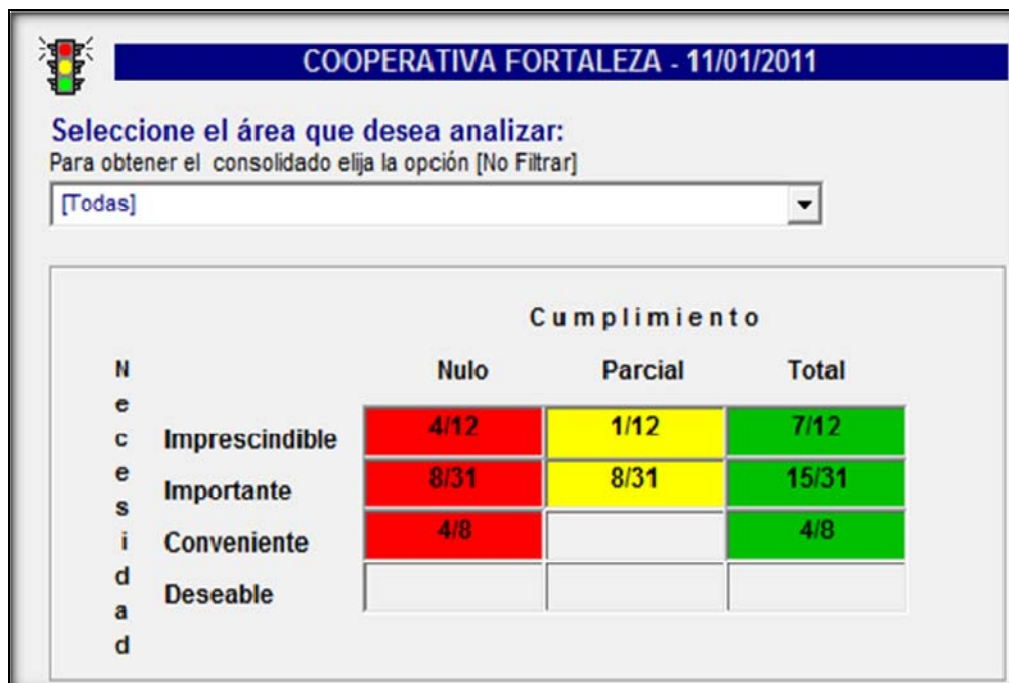 COOPERATIVA FORTALEZA - 11/01/2011
Seleccione el área que desea analizar:
Para obtener el consolidado elija la opción [No Filtrar]
[Todas]
Cumplimiento
Necesidad
Nulo Parcial Total
Imprescindible 4/12 1/12 7/12
Importante 8/31 8/31 15/31
Conveniente 4/8 4/8
Deseable